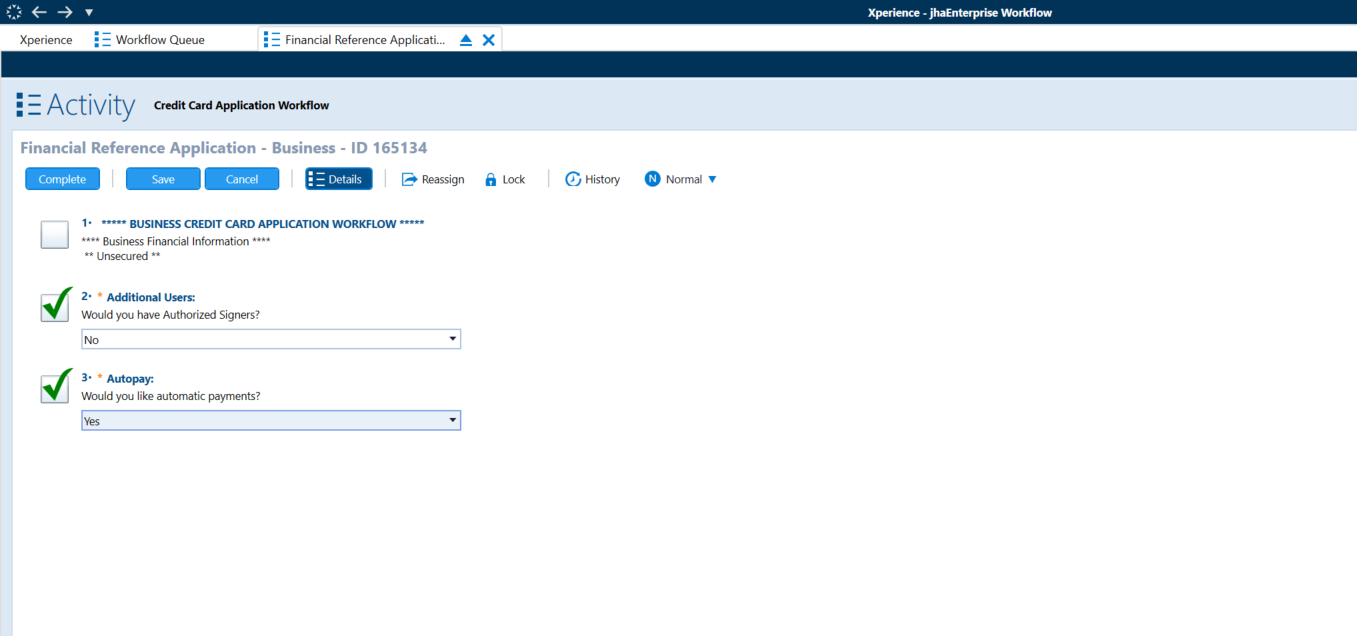 Xperience - jhaEnterprise Workflow
Xperience Workflow Queue Financial Reference Applicati...
Activity Credit Card Application Workflow
Financial Reference Application - Business - ID 165134
Complete Save Cancel Details Reassign Lock History N Normal
1• ***** BUSINESS CREDIT CARD APPLICATION WORKFLOW *****
**** Business Financial Information ****
** Unsecured **
2• * Additional Users:
Would you have Authorized Signers?
No
3• * Autopay:
Would you like automatic payments?
Yes